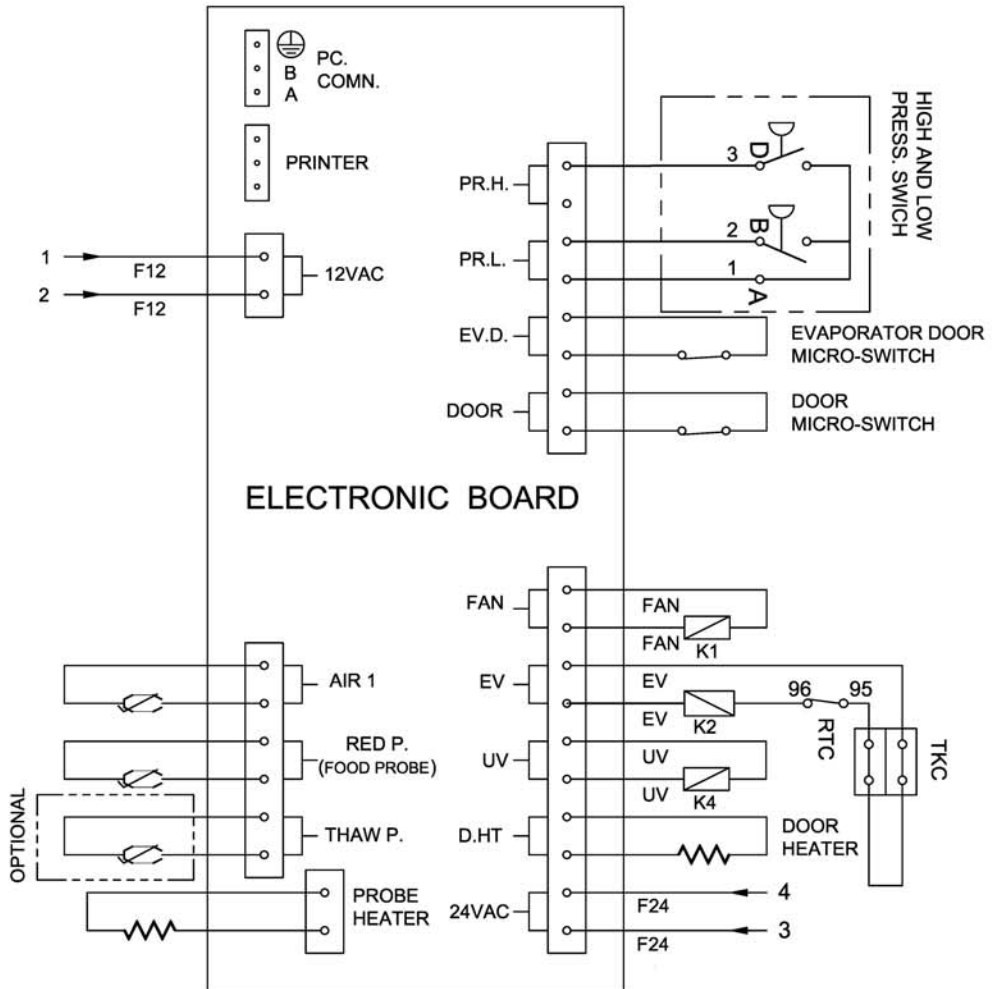 B
A
PC.
COMN.
PRINTER
1
F12
2
F12
12VAC
PR.H.
PR.L.
EV.D.
DOOR
3
D
2
B
1
A
HIGH AND LOW
PRESS. SWICH
EVAPORATOR DOOR
MICRO-SWITCH
DOOR
MICRO-SWITCH
ELECTRONIC BOARD
AIR 1
RED P.
(FOOD PROBE)
THAW P.
OPTIONAL
PROBE
HEATER
FAN
FAN
FAN
K1
EV
EV
EV
K2
96
95
RTC
TKC
UV
UV
UV
K4
D.HT
DOOR
HEATER
24VAC
F24
4
F24
3